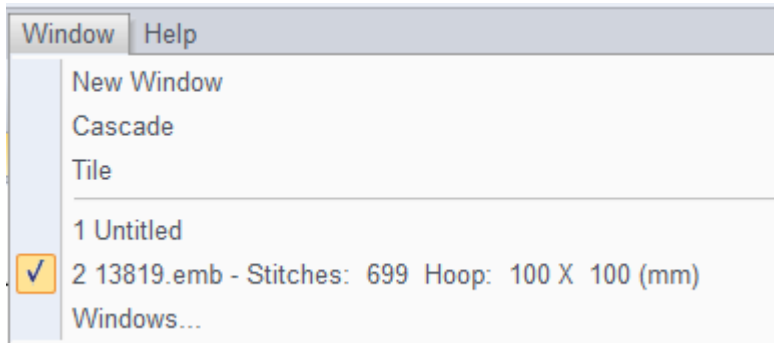 Window Help
New Window
Cascade
Tile
1 Untitled
2 13819.emb - Stitches: 699 Hoop: 100 X 100 (mm)
Windows...